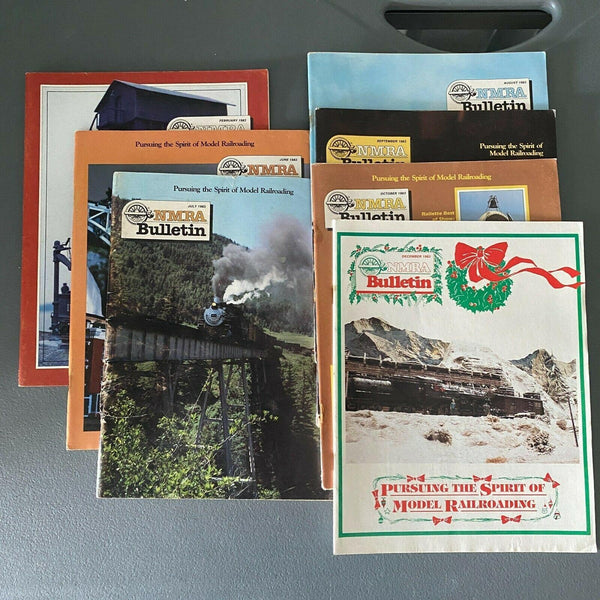 FEBRUARY 1983
NMRA
Pursuing the Spirit of Model Railroading
JUNE 1983
NMRA
Pursuing the Spirit of Model Railroading
JULY 1983
NMRA
Bulletin
AUGUST 1983
NMRA
Bulletin
SEPTEMBER 1983
NMRA
Bulletin
Pursuing the Spirit
of Model Railroading
Pursuing the Spirit of Model Railroading
OCTOBER 1983
NMRA
Bulletin
DECEMBER 1983
NMRA
Bulletin
PURSUING THE SPIRIT OF
MODEL RAILROADING